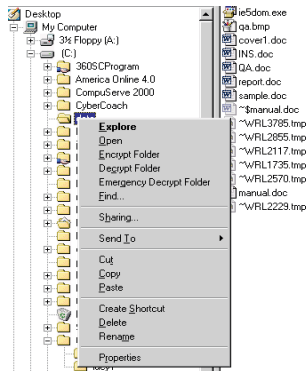 Desktop
My Computer
3½ Floppy (A:)
(C:)
360SCProgram
America Online 4.0
CompuServe 2000
CyberCoach
Explore
Open
Encrypt Folder
Decrypt Folder
Emergency Decrypt Folder
Find...
Sharing...
Send To
Cut
Copy
Paste
Create Shortcut
Delete
Rename
Properties
ie5dom.exe
qa.bmp
cover1.doc
INS.doc
QA.doc
report.doc
sample.doc
~$manual.doc
~WRL3785.tmp
~WRL2855.tmp
~WRL2117.tmp
~WRL1735.tmp
~WRL2570.tmp
manual.doc
~WRL2229.tmp